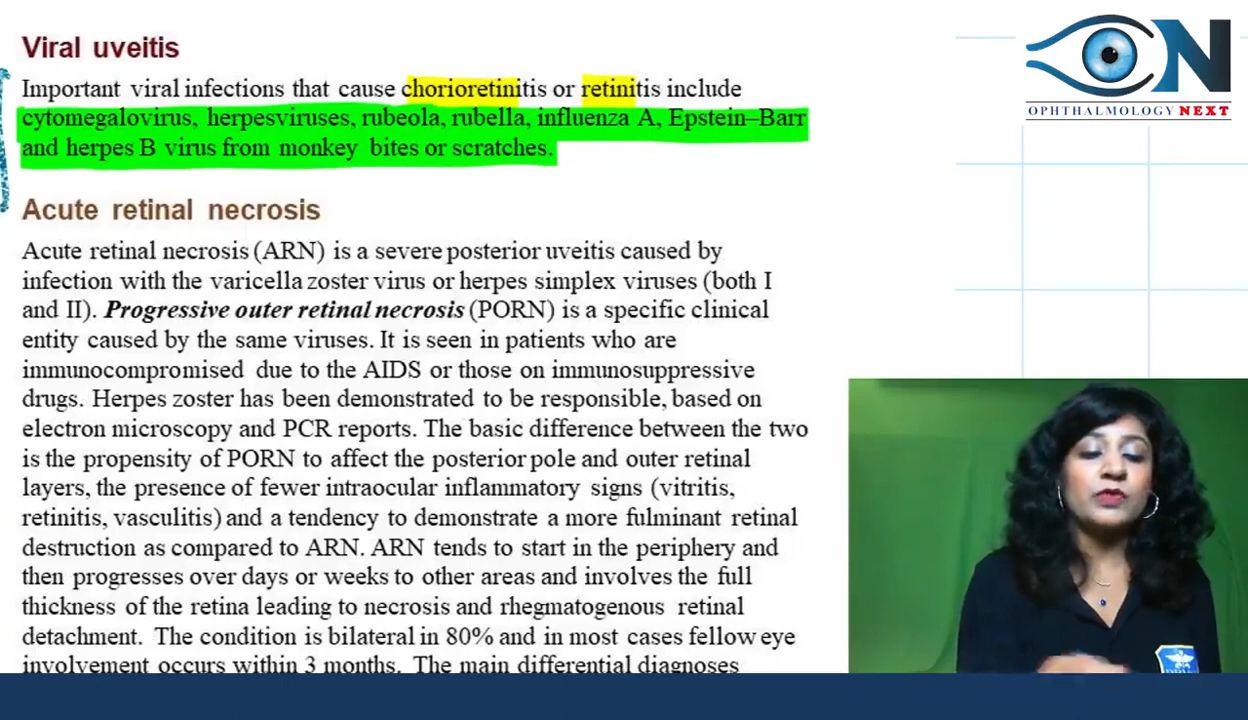 Viral uveitis
Important viral infections that cause chorioretinitis or retinitis include
cytomegalovirus, herpesviruses, rubeola, rubella, influenza A, Epstein–Barr
and herpes B virus from monkey bites or scratches.
Acute retinal necrosis
Acute retinal necrosis (ARN) is a severe posterior uveitis caused by
infection with the varicella zoster virus or herpes simplex viruses (both I
and II). Progressive outer retinal necrosis (PORN) is a specific clinical
entity caused by the same viruses. It is seen in patients who are
immunocompromised due to the AIDS or those on immunosuppressive
drugs. Herpes zoster has been demonstrated to be responsible, based on
electron microscopy and PCR reports. The basic difference between the two
is the propensity of PORN to affect the posterior pole and outer retinal
layers, the presence of fewer intraocular inflammatory signs (vitritis,
retinitis, vasculitis) and a tendency to demonstrate a more fulminant retinal
destruction as compared to ARN. ARN tends to start in the periphery and
then progresses over days or weeks to other areas and involves the full
thickness of the retina leading to necrosis and rhegmatogenous retinal
detachment. The condition is bilateral in 80% and in most cases fellow eye
involvement occurs within 3 months. The main differential diagnoses
ON
OPHTHALMOLOGY NEXT